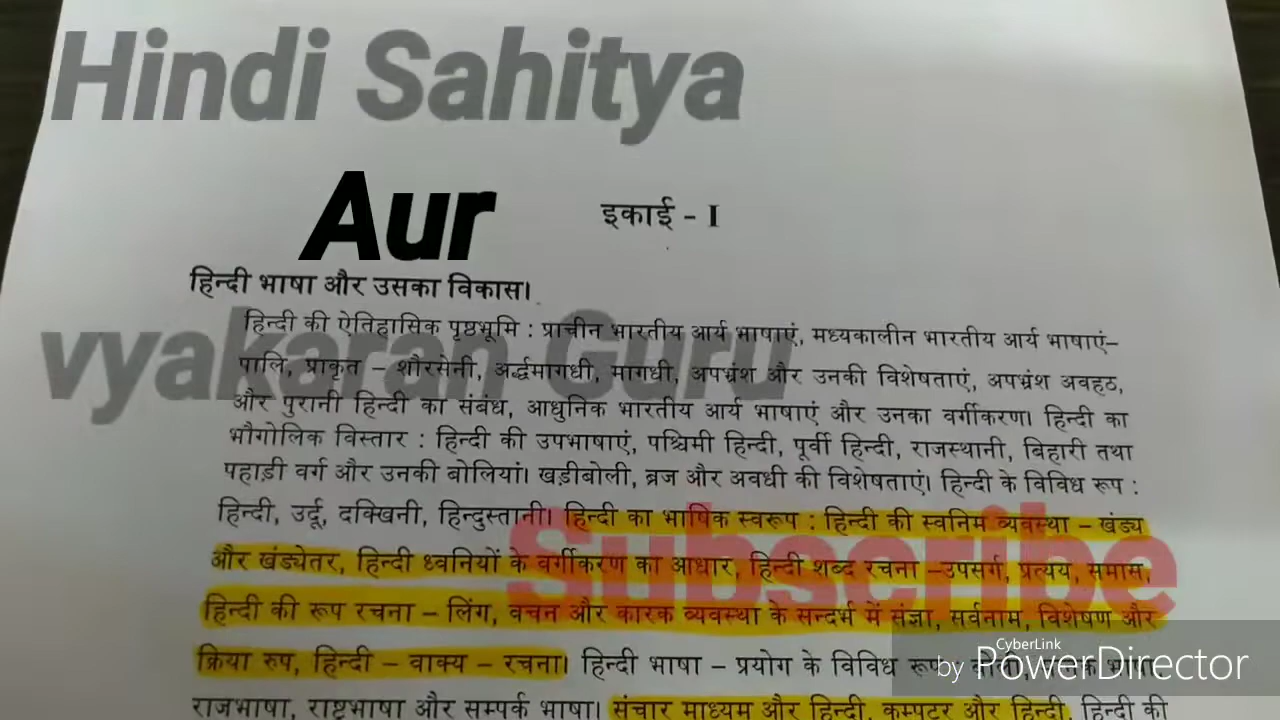 Hindi Sahitya
Aur
इकाई - I
हिन्दी भाषा और उसका विकास।
vyakaran Guru
हिन्दी की ऐतिहासिक पृष्ठभूमि : प्राचीन भारतीय आर्य भाषाएं, मध्यकालीन भारतीय आर्य भाषाएं–
पालि, प्राकृत – शौरसेनी, अर्द्धमागधी, मागधी, अपभ्रंश और उनकी विशेषताएं, अपभ्रंश अवहठ,
और पुरानी हिन्दी का संबंध, आधुनिक भारतीय आर्य भाषाएं और उनका वर्गीकरण। हिन्दी का
भौगोलिक विस्तार : हिन्दी की उपभाषाएं, पश्चिमी हिन्दी, पूर्वी हिन्दी, राजस्थानी, बिहारी तथा
पहाड़ी वर्ग और उनकी बोलियां। खड़ीबोली, ब्रज और अवधी की विशेषताएं। हिन्दी के विविध रूप :
हिन्दी, उर्दू, दक्खिनी, हिन्दुस्तानी। हिन्दी का भाषिक स्वरूप : हिन्दी की स्वनिम व्यवस्था – खंड्य
Subscribe
और खंड्येतर, हिन्दी ध्वनियों के वर्गीकरण का आधार, हिन्दी शब्द रचना –उपसर्ग, प्रत्यय, समास,
हिन्दी की रूप रचना – लिंग, वचन और कारक व्यवस्था के सन्दर्भ में संज्ञा, सर्वनाम, विशेषण और
क्रिया रुप, हिन्दी – वाक्य – रचना। हिन्दी भाषा – प्रयोग के विविध रूप
CyberLink
by PowerDirector
राजभाषा, राष्ट्रभाषा और सम्पर्क भाषा। संचार माध्यम और हिन्दी, कम्प्यूटर और हिन्दी, हिन्दी की